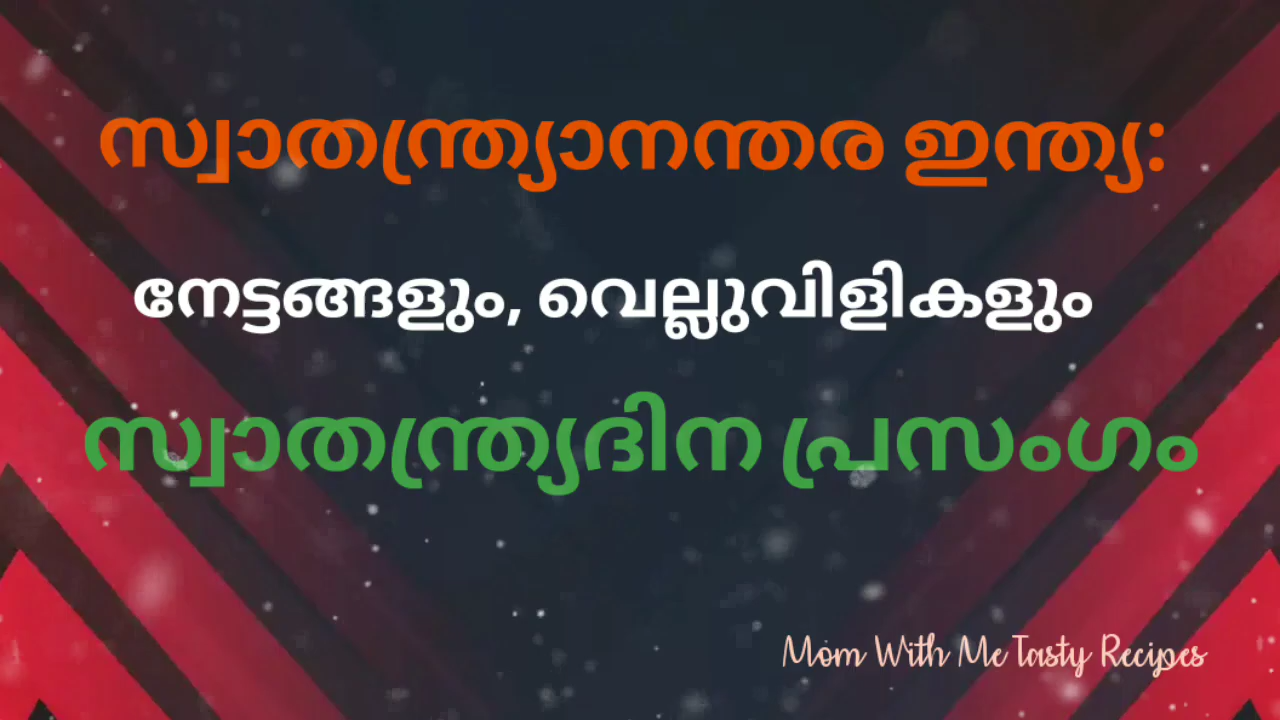 സ്വാതന്ത്ര്യാനന്തര ഇന്ത്യ:
നേട്ടങ്ങളും, വെല്ലുവിളികളും
സ്വാതന്ത്ര്യദിന പ്രസംഗം
Mom With Me Tasty Recipes